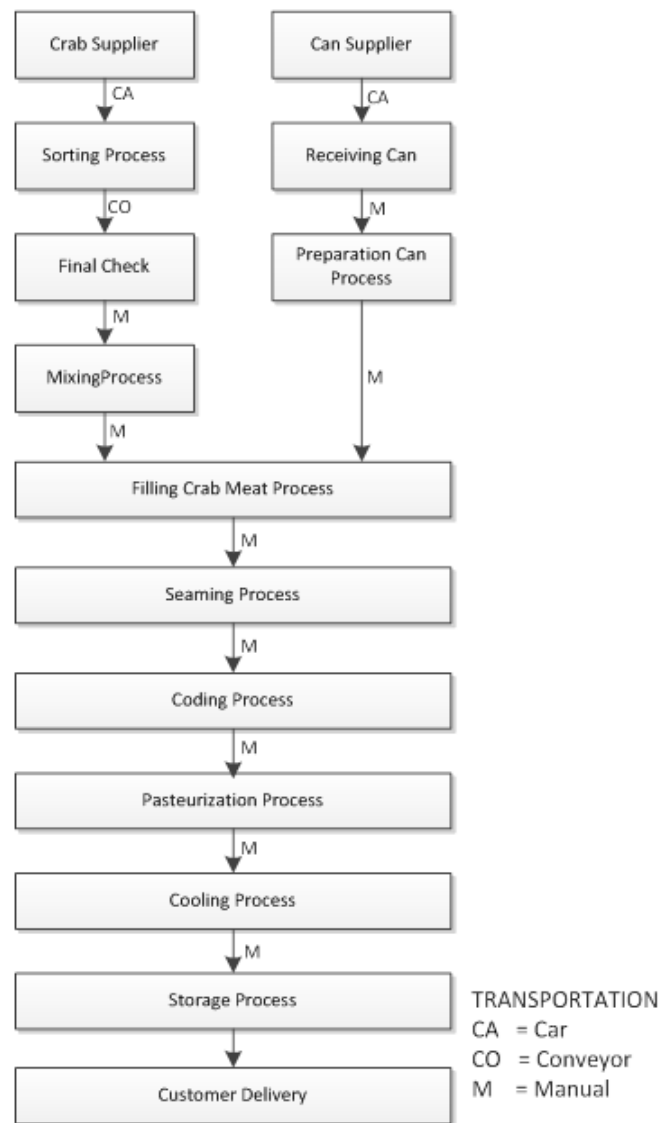 Crab Supplier
Can Supplier
CA
CA
Sorting Process
Receiving Can
CO
M
Final Check
Preparation Can
Process
M
MixingProcess
M
M
Filling Crab Meat Process
M
Seaming Process
M
Coding Process
M
Pasteurization Process
M
Cooling Process
M
Storage Process
Customer Delivery
TRANSPORTATION
CA = Car
CO = Conveyor
M = Manual